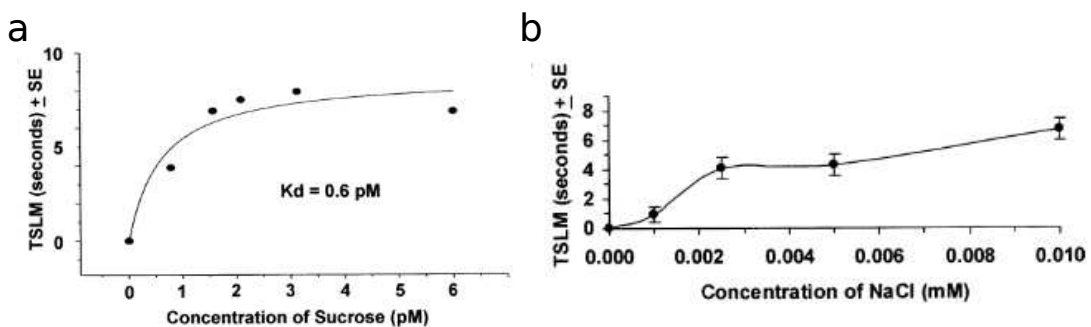 a
TSLM (seconds) ± SE
10
5
0
Kd = 0.6 pM
0 1 2 3 4 5 6
Concentration of Sucrose (pM)
b
TSLM (seconds) ± SE
8
6
4
2
0
0.000 0.002 0.004 0.006 0.008 0.010
Concentration of NaCl (mM)